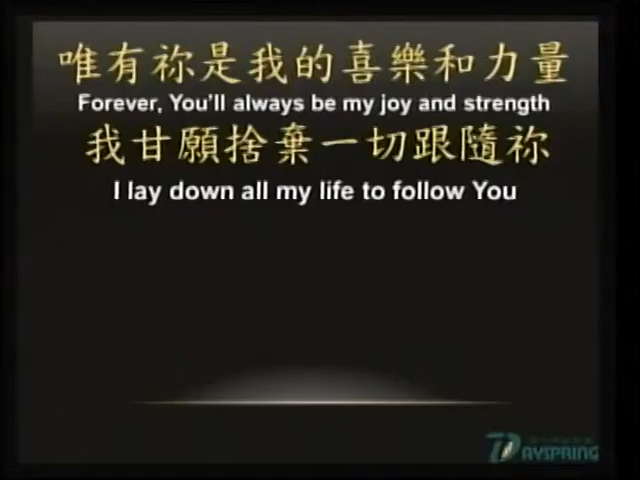 唯有祢是我的喜樂和力量
Forever, You'll always be my joy and strength
我甘願捨棄一切跟隨祢
I lay down all my life to follow You
DAYSPRING